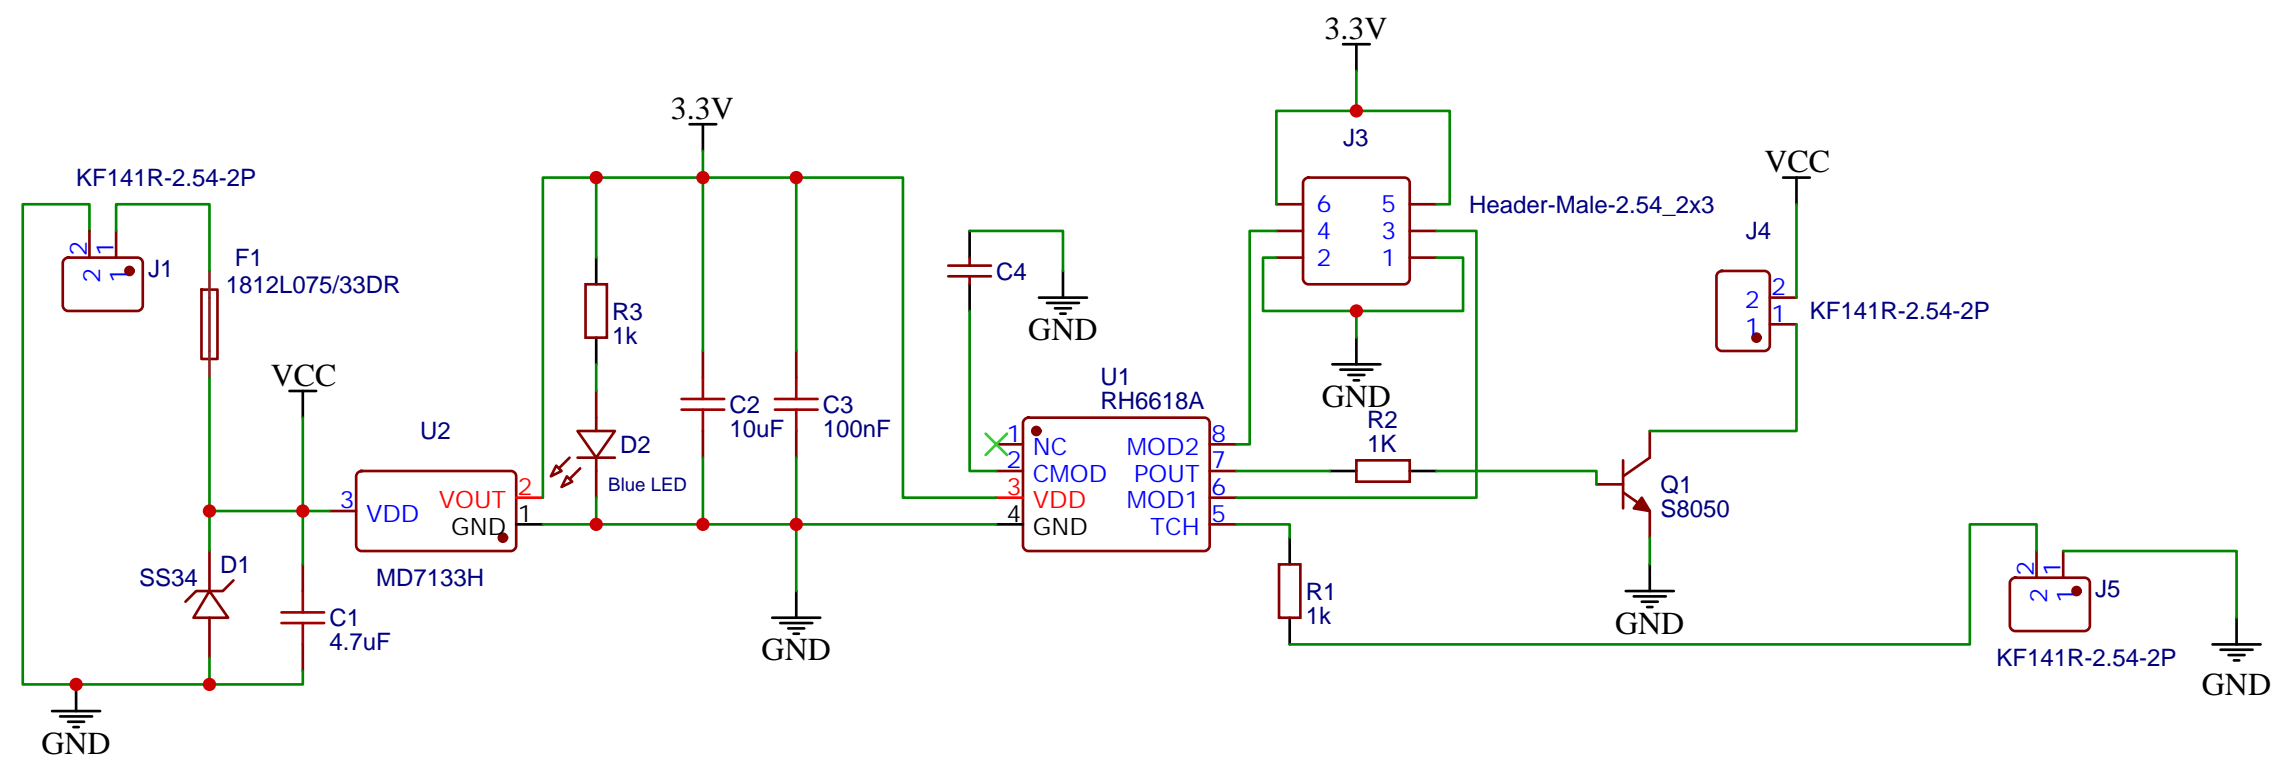 KF141R-2.54-2P
2 1
2 1
J1
F1
1812L075/33DR
VCC
U2
3
VDD
VOUT
2
GND
1
MD7133H
SS34
D1
C1
4.7uF
GND
3.3V
R3
1k
D2
Blue LED
C2
10uF
C3
100nF
GND
C4
GND
U1
RH6618A
1
NC
2
CMOD
3
VDD
4
GND
MOD2
8
POUT
7
MOD1
6
TCH
5
3.3V
J3
Header-Male-2.54_2x3
6 5
4 3
2 1
GND
R2
1K
R1
1k
VCC
J4
2 2
1 1
KF141R-2.54-2P
Q1
S8050
GND
2 1
2 1
J5
KF141R-2.54-2P
GND